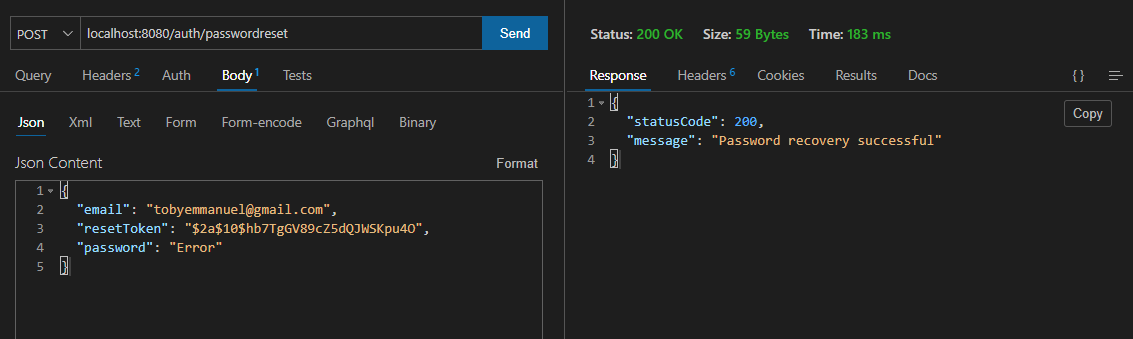 POST localhost:8080/auth/passwordreset Send
Query Headers 2 Auth Body 1 Tests
Json Xml Text Form Form-encode Graphql Binary
Json Content Format
1 {
2 "email": "tobyemmanuel@gmail.com",
3 "resetToken": "$2a$10$hb7TgGV89cZ5dQJWSKpu4O",
4 "password": "Error"
5 }
Status: 200 OK Size: 59 Bytes Time: 183 ms
Response Headers 6 Cookies Results Docs { }
1 {
2 "statusCode": 200,
3 "message": "Password recovery successful"
4 }
Copy